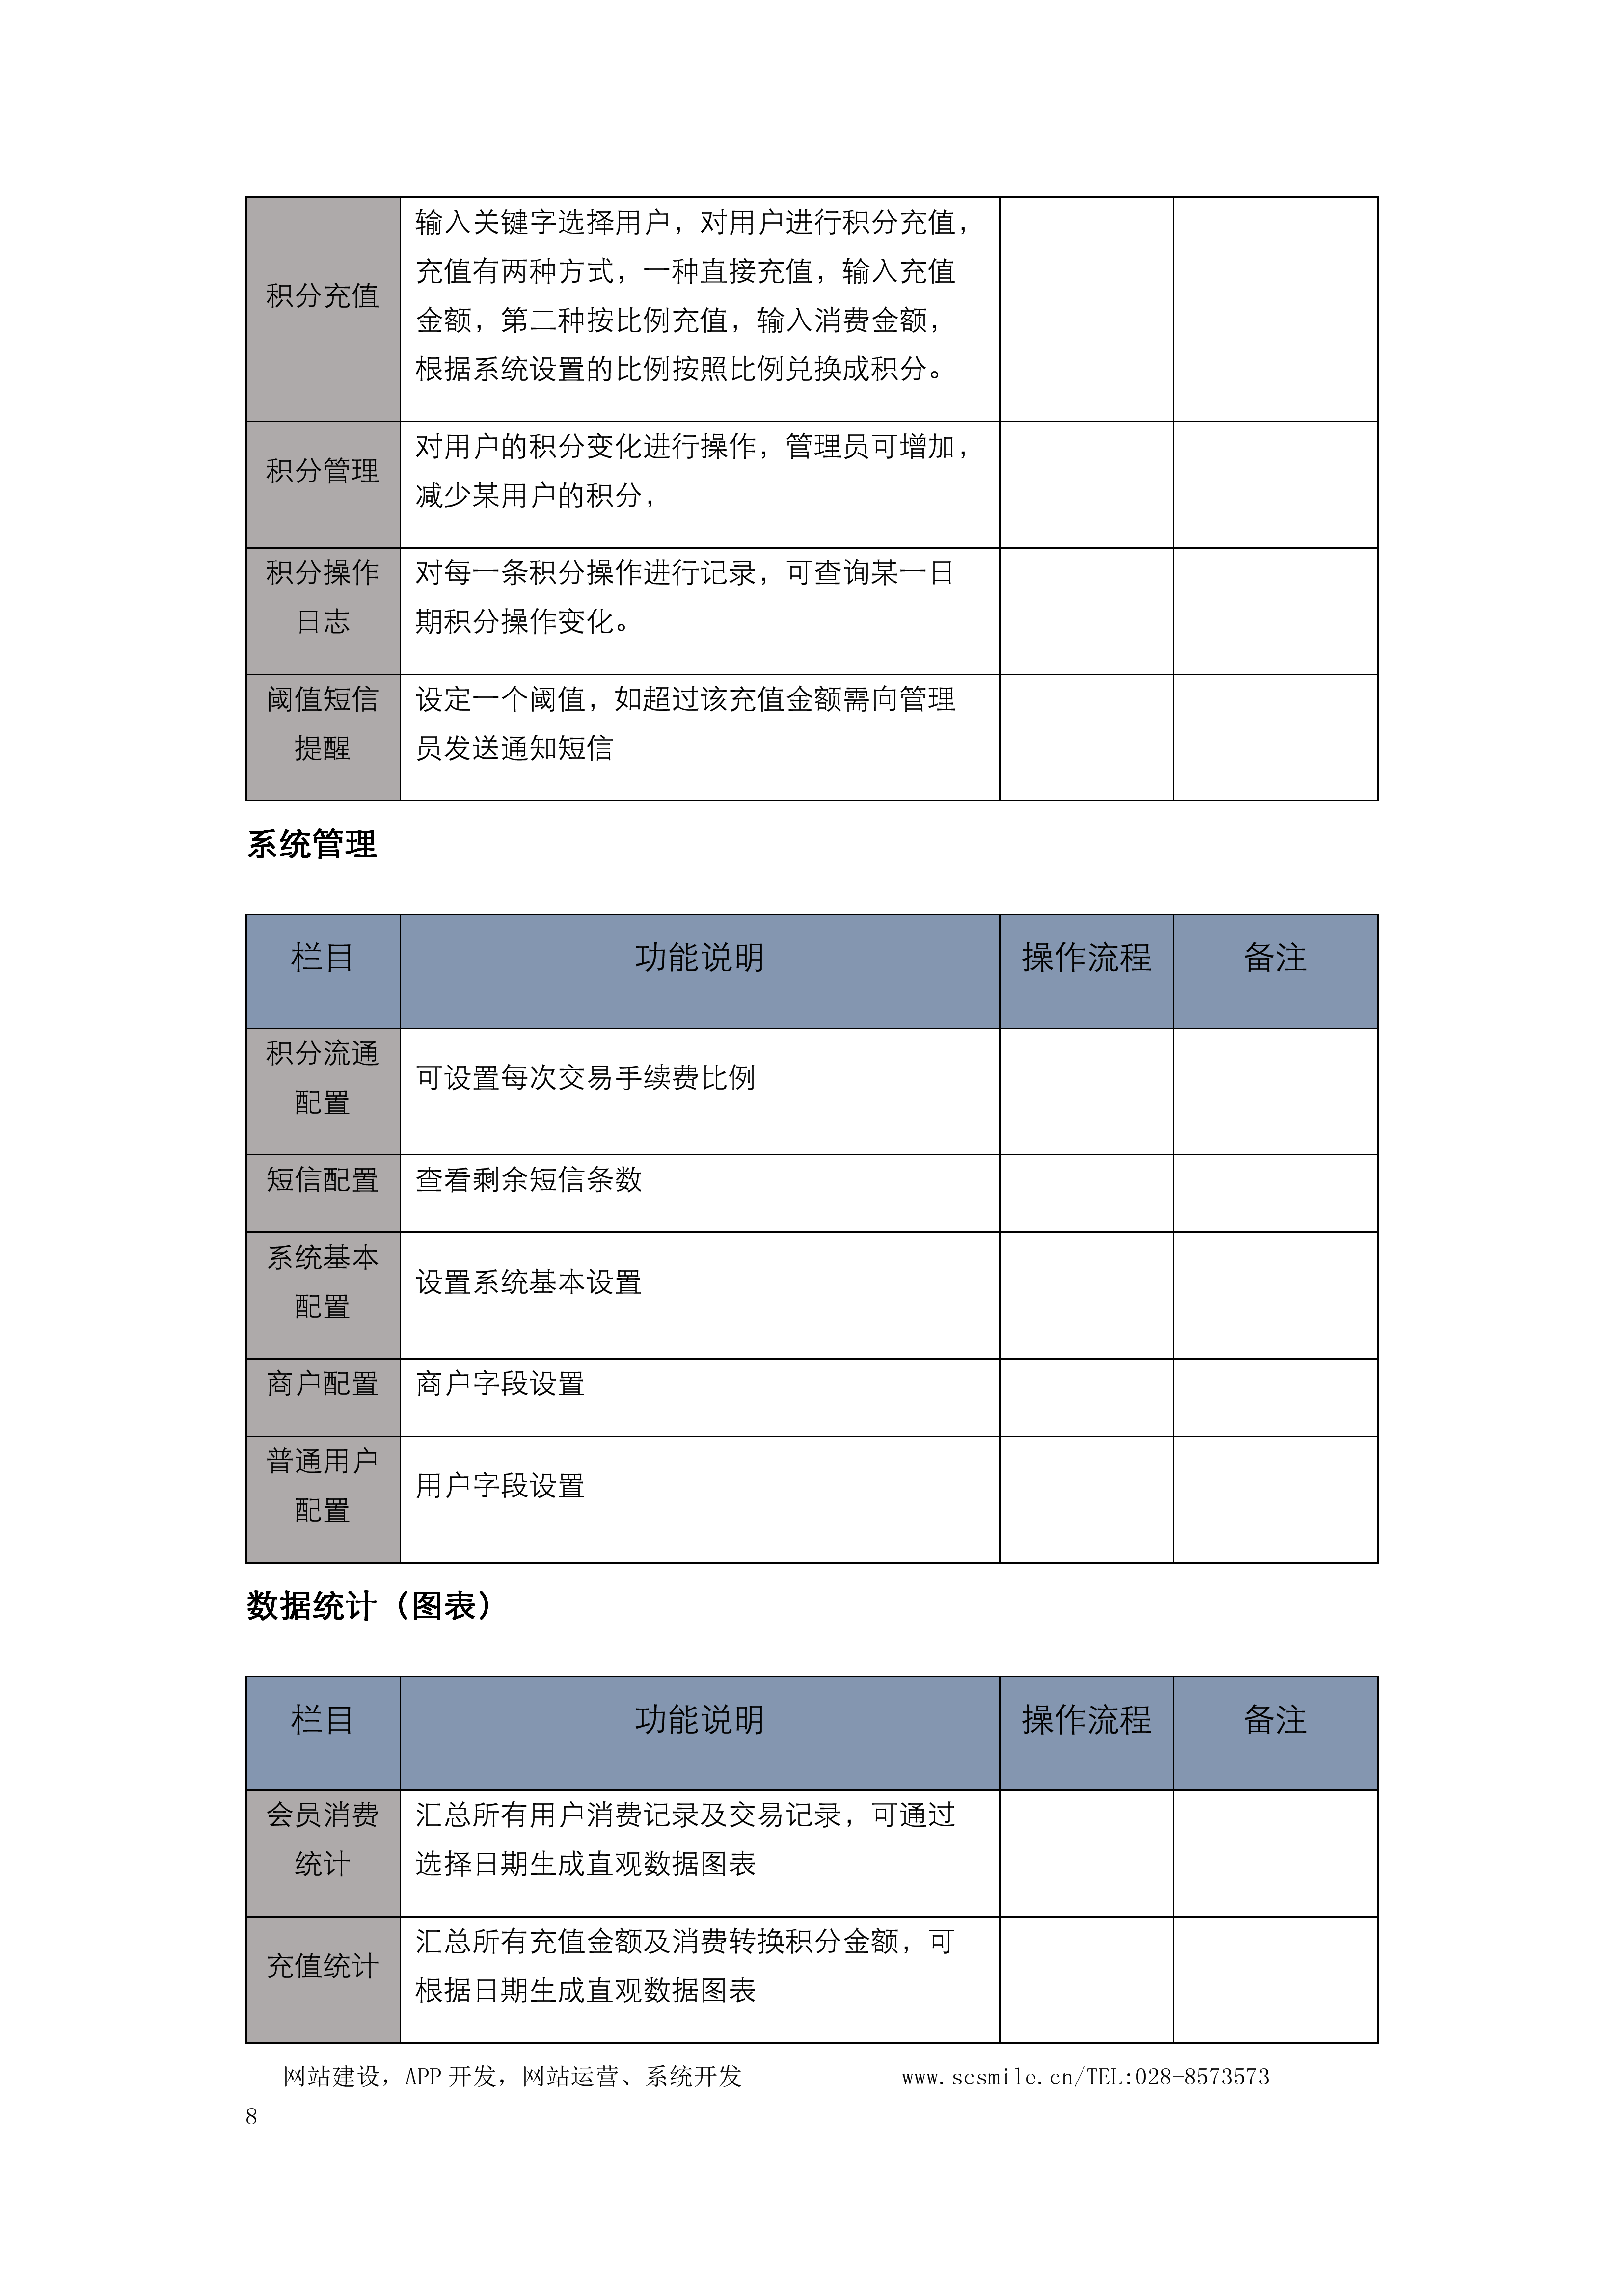 积分充值
输入关键字选择用户，对用户进行积分充值，
充值有两种方式，一种直接充值，输入充值
金额，第二种按比例充值，输入消费金额，
根据系统设置的比例按照比例兑换成积分。
积分管理
对用户的积分变化进行操作，管理员可增加，
减少某用户的积分，
积分操作
日志
对每一条积分操作进行记录，可查询某一日
期积分操作变化。
阈值短信
提醒
设定一个阈值，如超过该充值金额需向管理
员发送通知短信
系统管理
栏目 功能说明 操作流程 备注
积分流通
配置
可设置每次交易手续费比例
短信配置 查看剩余短信条数
系统基本
配置
设置系统基本设置
商户配置 商户字段设置
普通用户
配置
用户字段设置
数据统计（图表）
栏目 功能说明 操作流程 备注
会员消费
统计
汇总所有用户消费记录及交易记录，可通过
选择日期生成直观数据图表
充值统计
汇总所有充值金额及消费转换积分金额，可
根据日期生成直观数据图表
网站建设，APP 开发，网站运营、系统开发 www.scsmile.cn/TEL:028-8573573
8